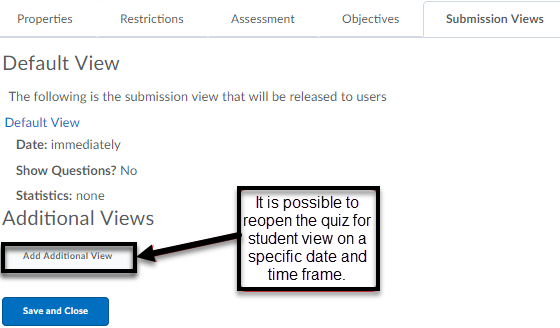 Properties
Restrictions
Assessment
Objectives
Submission Views
Default View
The following is the submission view that will be released to users
Default View
Date: immediately
Show Questions? No
Statistics: none
Additional Views
Add Additional View
It is possible to
reopen the quiz for
student view on a
specific date and
time frame.
Save and Close